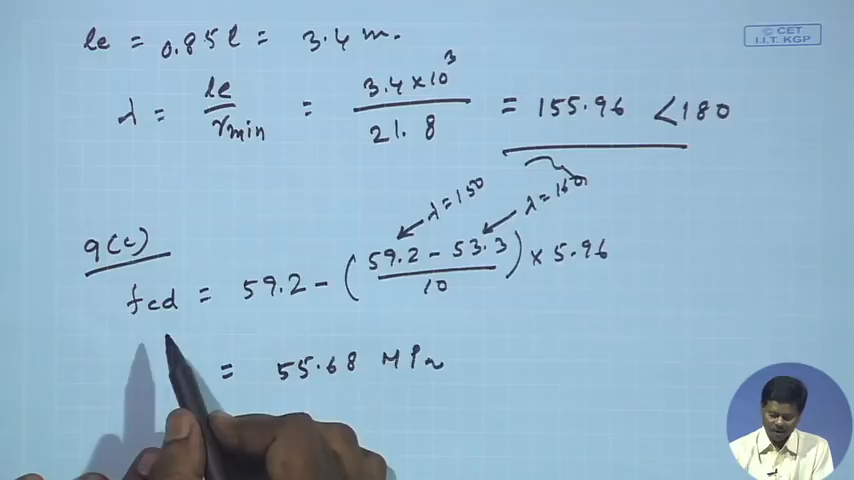 le = 0.85l = 3.4 m.
© CET
I.I.T. KGP
λ = le/rmin = 3.4×10³/21.8 = 155.96 <180
λ=150 λ=160
9(c)
fcd = 59.2 - (59.2 - 53.3/10) × 5.96
= 55.68 MPa